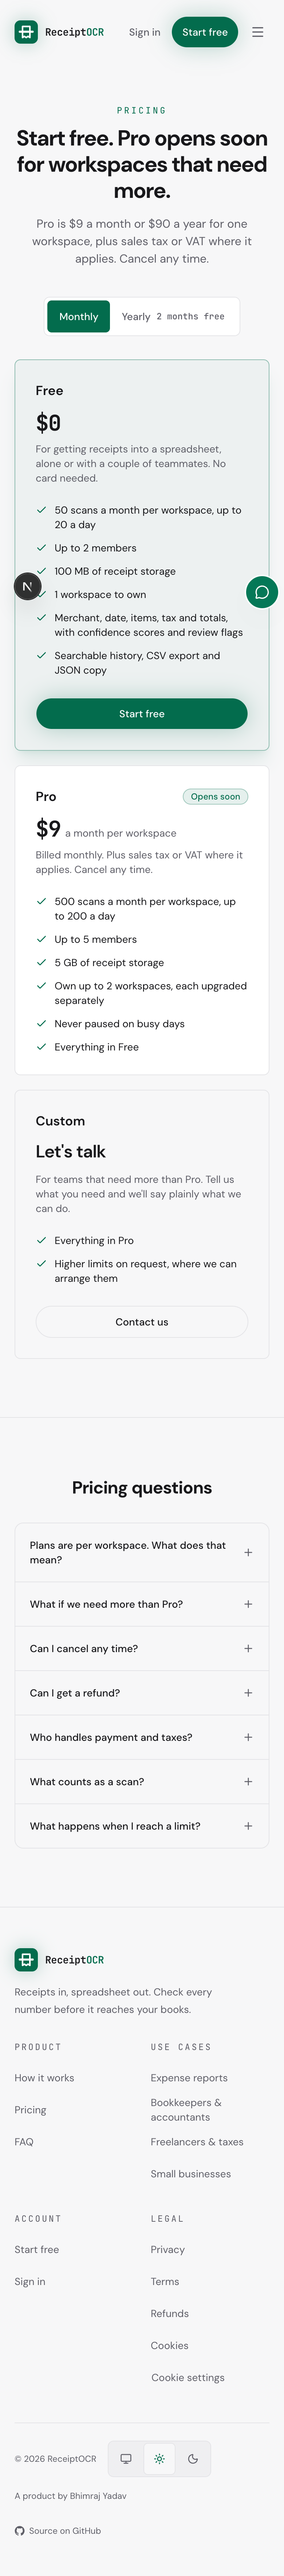 ReceiptOCR
Sign in
Start free
PRICING
Start free. Pro opens soon
for workspaces that need
more.
Pro is $9 a month or $90 a year for one
workspace, plus sales tax or VAT where it
applies. Cancel any time.
Monthly
Yearly 2 months free
Free
$0
For getting receipts into a spreadsheet,
alone or with a couple of teammates. No
card needed.
50 scans a month per workspace, up to
20 a day
Up to 2 members
100 MB of receipt storage
N
1 workspace to own
Merchant, date, items, tax and totals,
with confidence scores and review flags
Searchable history, CSV export and
JSON copy
Start free
Pro
Opens soon
$9 a month per workspace
Billed monthly. Plus sales tax or VAT where it
applies. Cancel any time.
500 scans a month per workspace, up
to 200 a day
Up to 5 members
5 GB of receipt storage
Own up to 2 workspaces, each upgraded
separately
Never paused on busy days
Everything in Free
Custom
Let's talk
For teams that need more than Pro. Tell us
what you need and we'll say plainly what we
can do.
Everything in Pro
Higher limits on request, where we can
arrange them
Contact us
Pricing questions
Plans are per workspace. What does that
mean?
What if we need more than Pro?
Can I cancel any time?
Can I get a refund?
Who handles payment and taxes?
What counts as a scan?
What happens when I reach a limit?
ReceiptOCR
Receipts in, spreadsheet out. Check every
number before it reaches your books.
PRODUCT
How it works
Pricing
FAQ
USE CASES
Expense reports
Bookkeepers &
accountants
Freelancers & taxes
Small businesses
ACCOUNT
Start free
Sign in
LEGAL
Privacy
Terms
Refunds
Cookies
Cookie settings
© 2026 ReceiptOCR
A product by Bhimraj Yadav
Source on GitHub